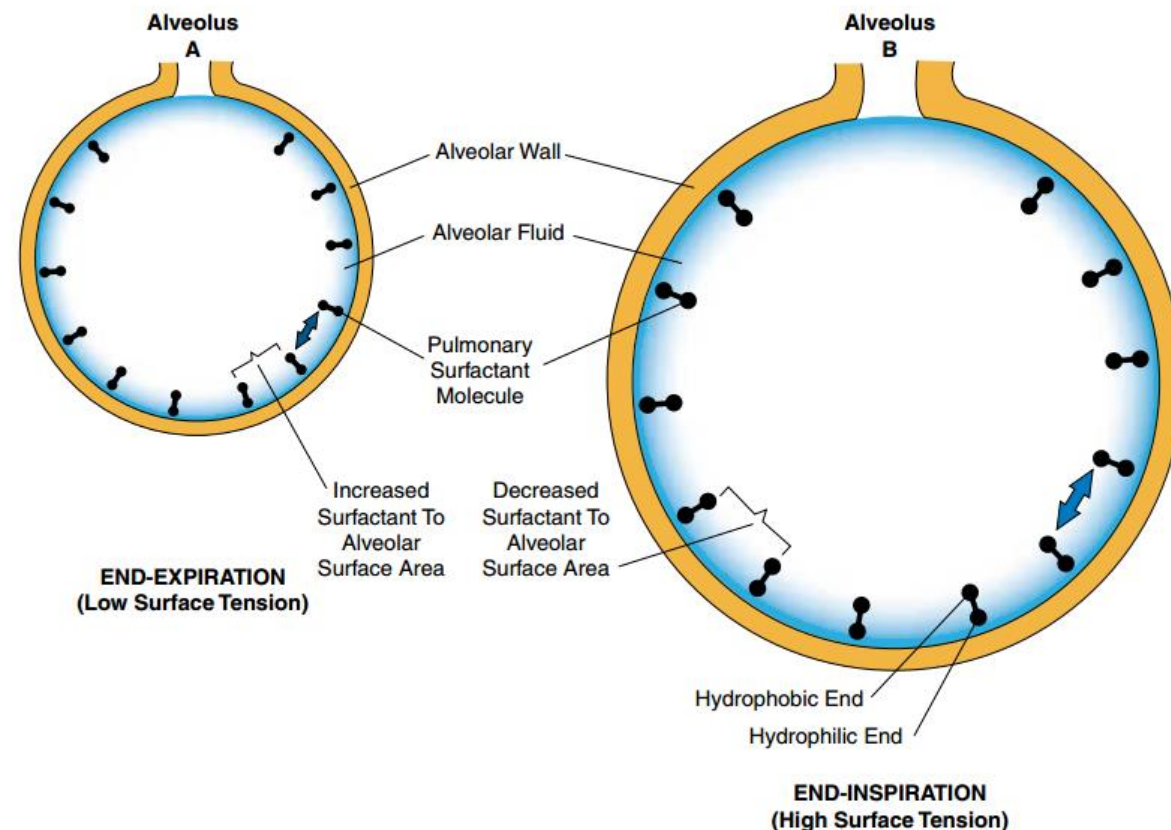 Alveolus
A
Alveolus
B
Alveolar Wall
Alveolar Fluid
Pulmonary
Surfactant
Molecule
Increased
Surfactant To
Alveolar
Surface Area
Decreased
Surfactant To
Alveolar
Surface Area
END-EXPIRATION
(Low Surface Tension)
Hydrophobic End
Hydrophilic End
END-INSPIRATION
(High Surface Tension)